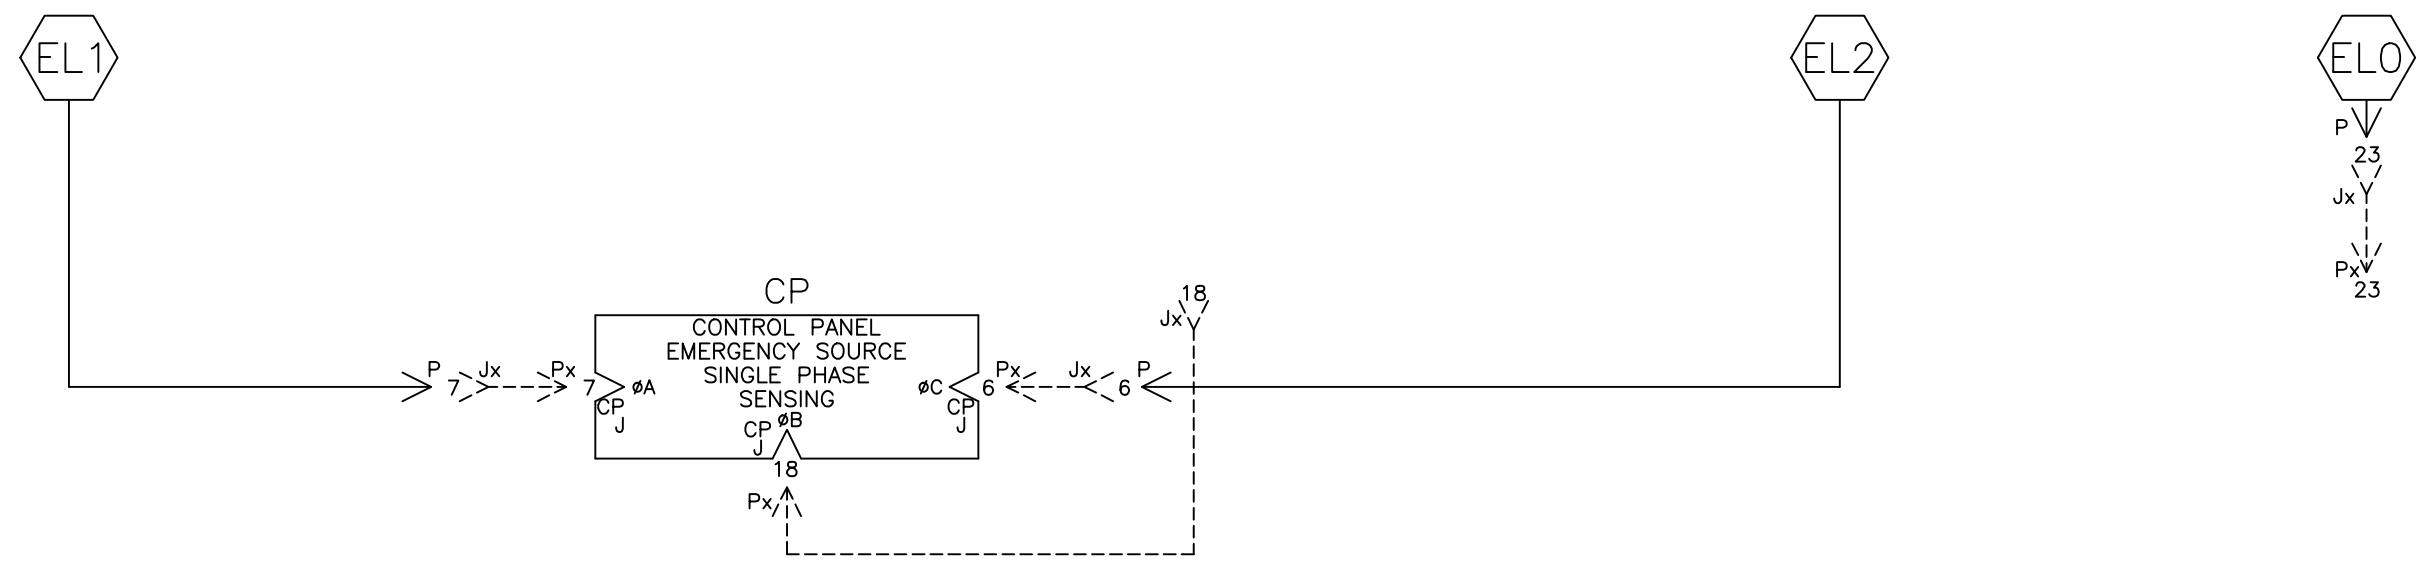 EL1
EL2
EL0
P
23
Jx
Px
23
CP
18
Jx
CONTROL PANEL
EMERGENCY SOURCE
SINGLE PHASE
SENSING
P
7
Jx
Px
7
øA
CP
J
øC
CP
J
6
Px
Jx
6
P
øB
CP
J
18
Px